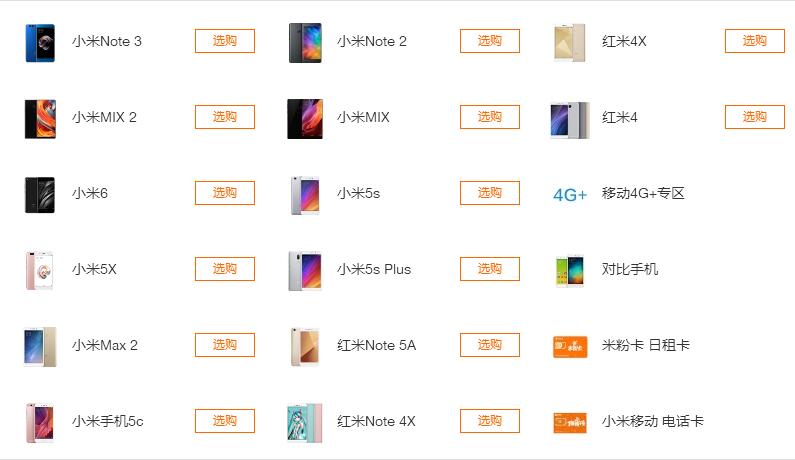 小米Note 3 选购 小米Note 2 选购 红米4X 选购
小米MIX 2 选购 小米MIX 选购 红米4 选购
小米6 选购 小米5s 选购 4G+ 移动4G+专区
小米5X 选购 小米5s Plus 选购 对比手机
小米Max 2 选购 红米Note 5A 选购 米粉卡 日租卡
小米手机5c 选购 红米Note 4X 选购 小米移动 电话卡